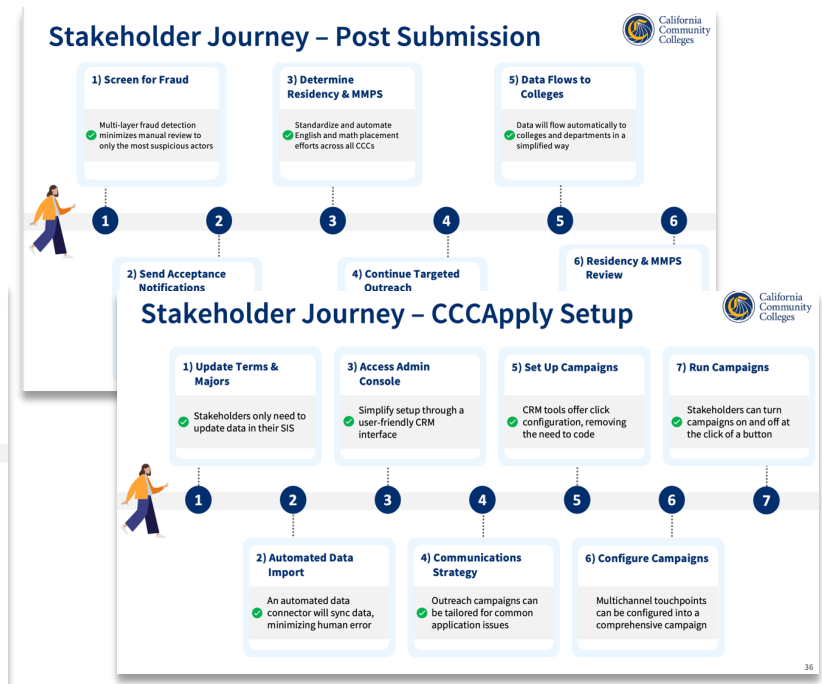 Stakeholder Journey – Post Submission
California
Community
Colleges
1) Screen for Fraud
Multi-layer fraud detection
minimizes manual review to
only the most suspicious actors
3) Determine
Residency & MMPS
Standardize and automate
English and math placement
efforts across all CCCs
5) Data Flows to
Colleges
Data will flow automatically to
colleges and departments in a
simplified way
1
2
3
4
5
6
2) Send Acceptance
Notifications
4) Continue Targeted
Outreach
6) Residency & MMPS
Review
Stakeholder Journey – CCCApply Setup
California
Community
Colleges
1) Update Terms &
Majors
Stakeholders only need to
update data in their SIS
3) Access Admin
Console
Simplify setup through a
user-friendly CRM
interface
5) Set Up Campaigns
CRM tools offer click
configuration, removing
the need to code
7) Run Campaigns
Stakeholders can turn
campaigns on and off at
the click of a button
1
2
3
4
5
6
7
2) Automated Data
Import
An automated data
connector will sync data,
minimizing human error
4) Communications
Strategy
Outreach campaigns can
be tailored for common
application issues
6) Configure Campaigns
Multichannel touchpoints
can be configured into a
comprehensive campaign
36